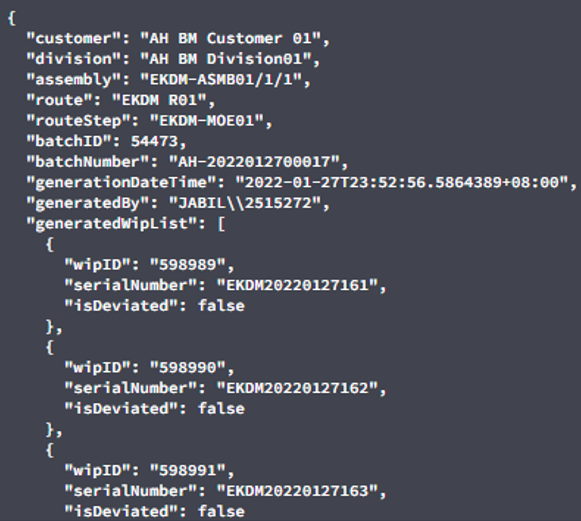 {
"customer": "AH BM Customer 01",
"division": "AH BM Division01",
"assembly": "EKDM-ASMB01/1/1",
"route": "EKDM R01",
"routeStep": "EKDM-MOE01",
"batchID": 54473,
"batchNumber": "AH-2022012700017",
"generationDateTime": "2022-01-27T23:52:56.5864389+08:00",
"generatedBy": "JABIL\\2515272",
"generatedWipList": [
{
"wipID": "598989",
"serialNumber": "EKDM20220127161",
"isDeviated": false
},
{
"wipID": "598990",
"serialNumber": "EKDM20220127162",
"isDeviated": false
},
{
"wipID": "598991",
"serialNumber": "EKDM20220127163",
"isDeviated": false